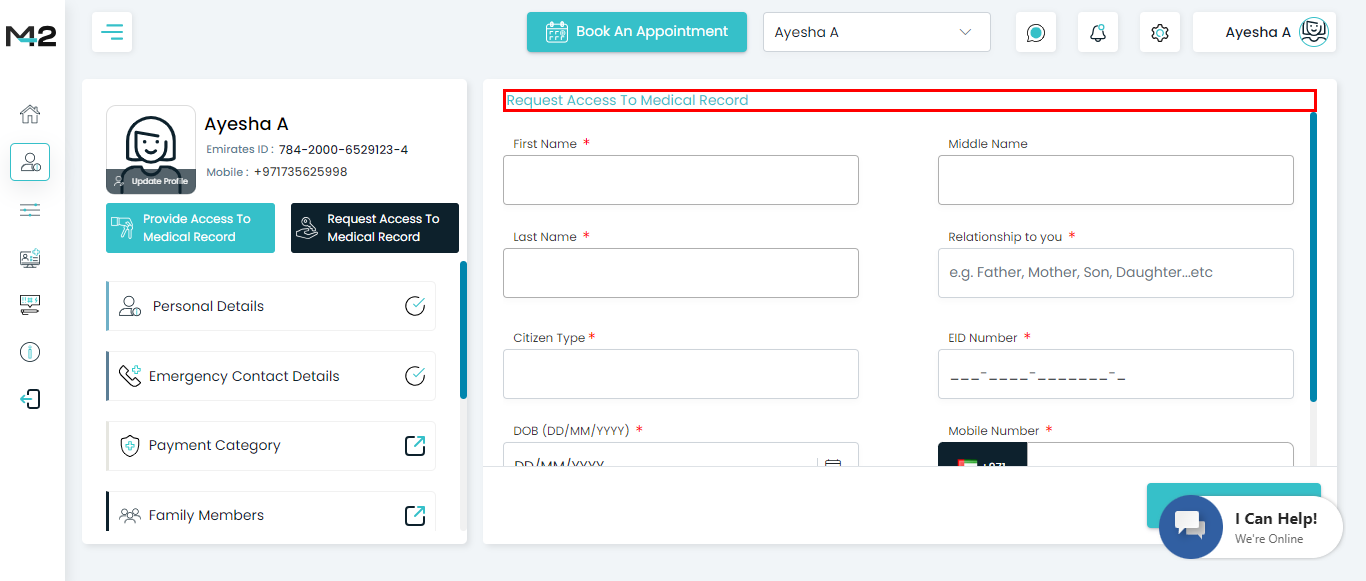 M42
Book An Appointment
Ayesha A
Ayesha A
Ayesha A
Emirates ID : 784-2000-6529123-4
Mobile : +971735625998
Update Profile
Provide Access To
Medical Record
Request Access To
Medical Record
Personal Details
Emergency Contact Details
Payment Category
Family Members
Request Access To Medical Record
First Name *
Middle Name
Last Name *
Relationship to you *
e.g. Father, Mother, Son, Daughter...etc
Citizen Type *
EID Number *
___-____-_______-_
DOB (DD/MM/YYYY) *
DD/MM/YYYY
Mobile Number *
+971
I Can Help!
We're Online